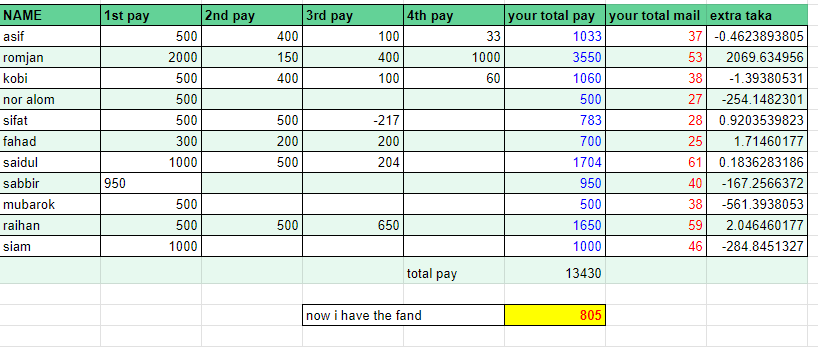 NAME 1st pay 2nd pay 3rd pay 4th pay your total pay your total mail extra taka
asif 500 400 100 33 1033 37 -0.4623893805
romjan 2000 150 400 1000 3550 53 2069.634956
kobi 500 400 100 60 1060 38 -1.39380531
nor alom 500 500 27 -254.1482301
sifat 500 500 -217 783 28 0.9203539823
fahad 300 200 200 700 25 1.71460177
saidul 1000 500 204 1704 61 0.1836283186
sabbir 950 950 40 -167.2566372
mubarok 500 500 38 -561.3938053
raihan 500 500 650 1650 59 2.046460177
siam 1000 1000 46 -284.8451327
total pay 13430
now i have the fand 805